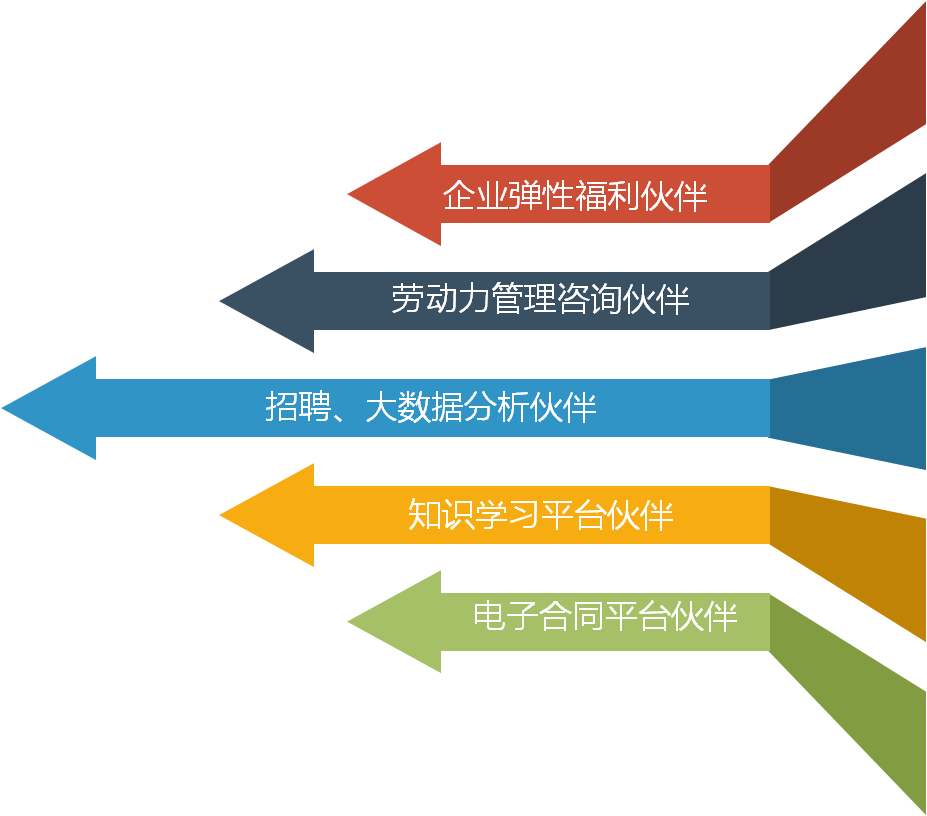 企业弹性福利伙伴
劳动力管理咨询伙伴
招聘、大数据分析伙伴
知识学习平台伙伴
电子合同平台伙伴